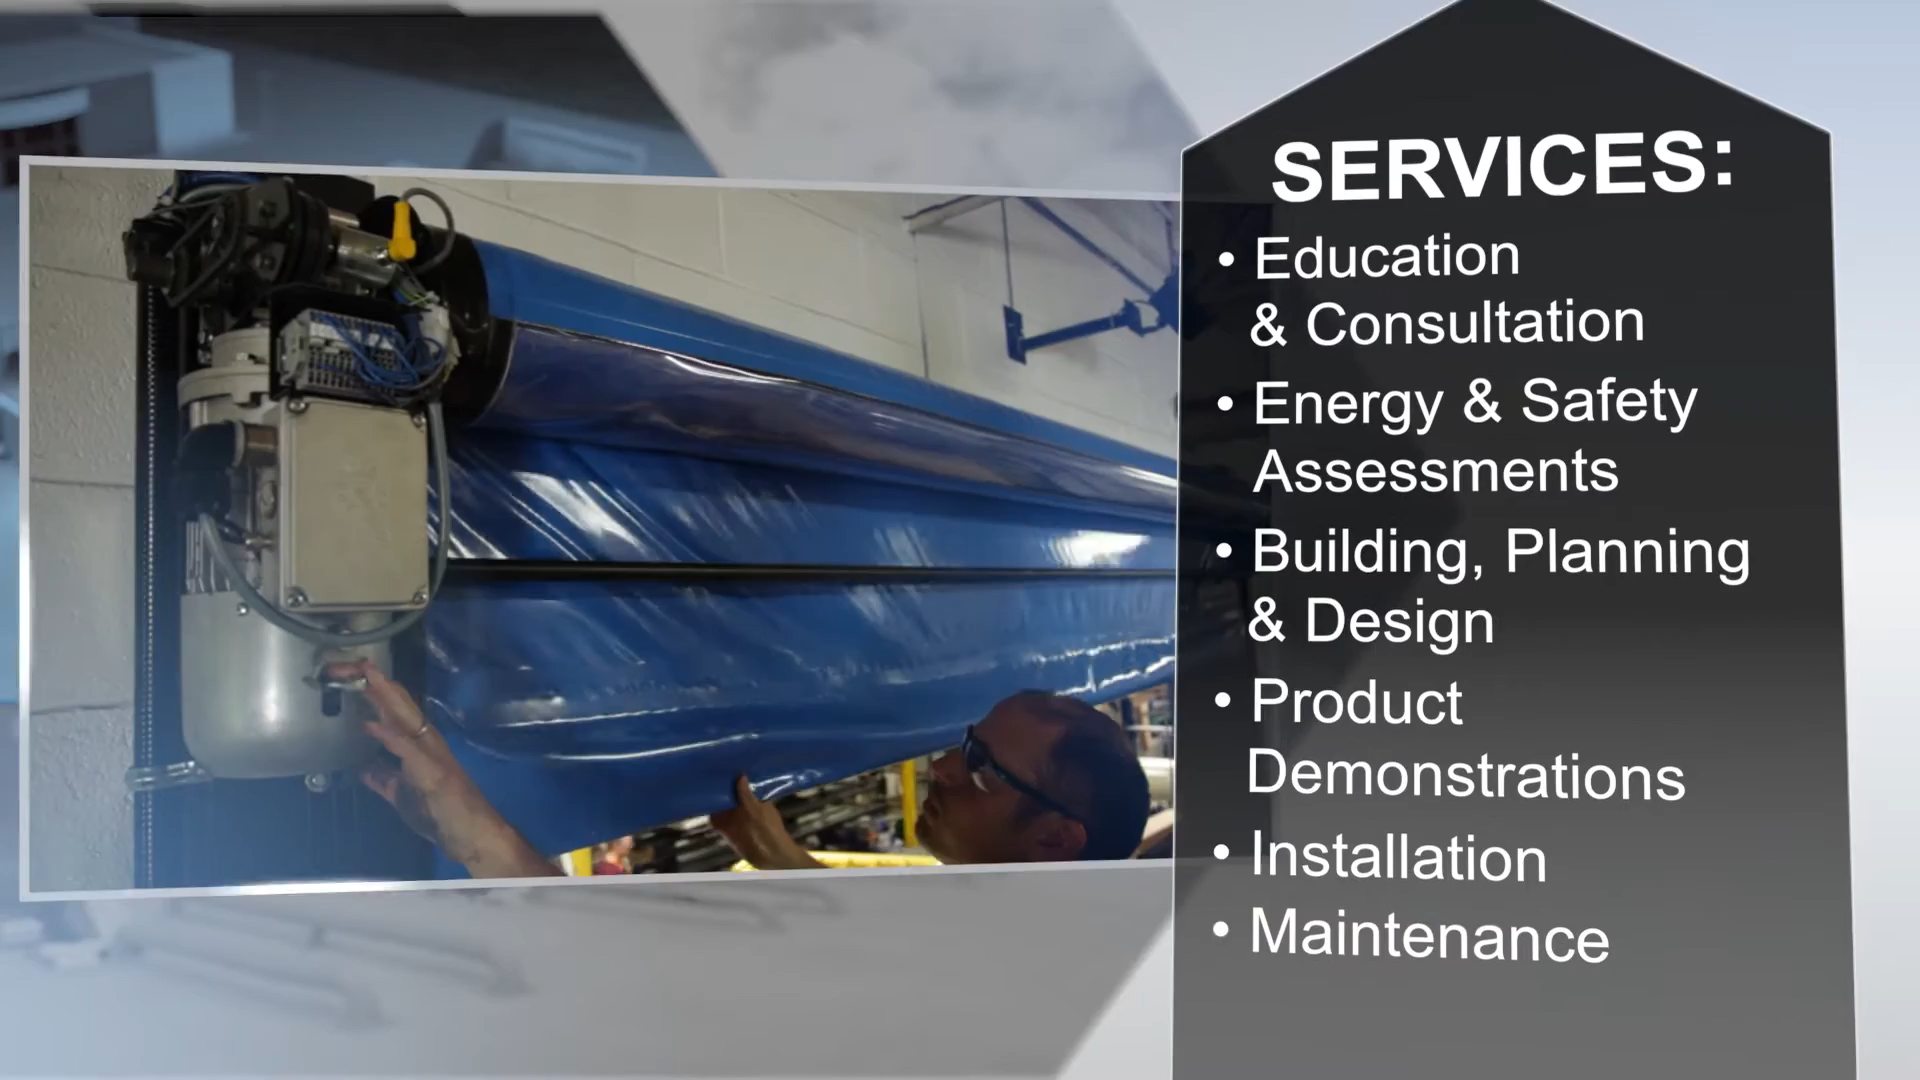 SERVICES:
• Education
& Consultation
• Energy & Safety
Assessments
• Building, Planning
& Design
• Product
Demonstrations
• Installation
• Maintenance